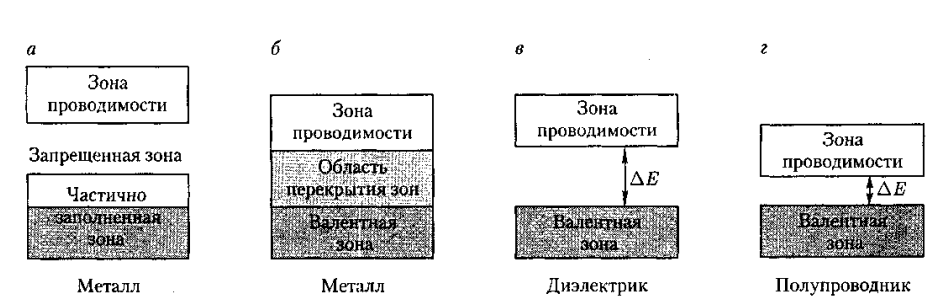 а
Зона
проводимости
Запрещенная зона
Частично
заполненная
зона
Металл
б
Зона
проводимости
Область
перекрытия зон
Валентная
зона
Металл
в
Зона
проводимости
ΔE
Валентная
зона
Диэлектрик
г
Зона
проводимости
ΔE
Валентная
зона
Полупроводник